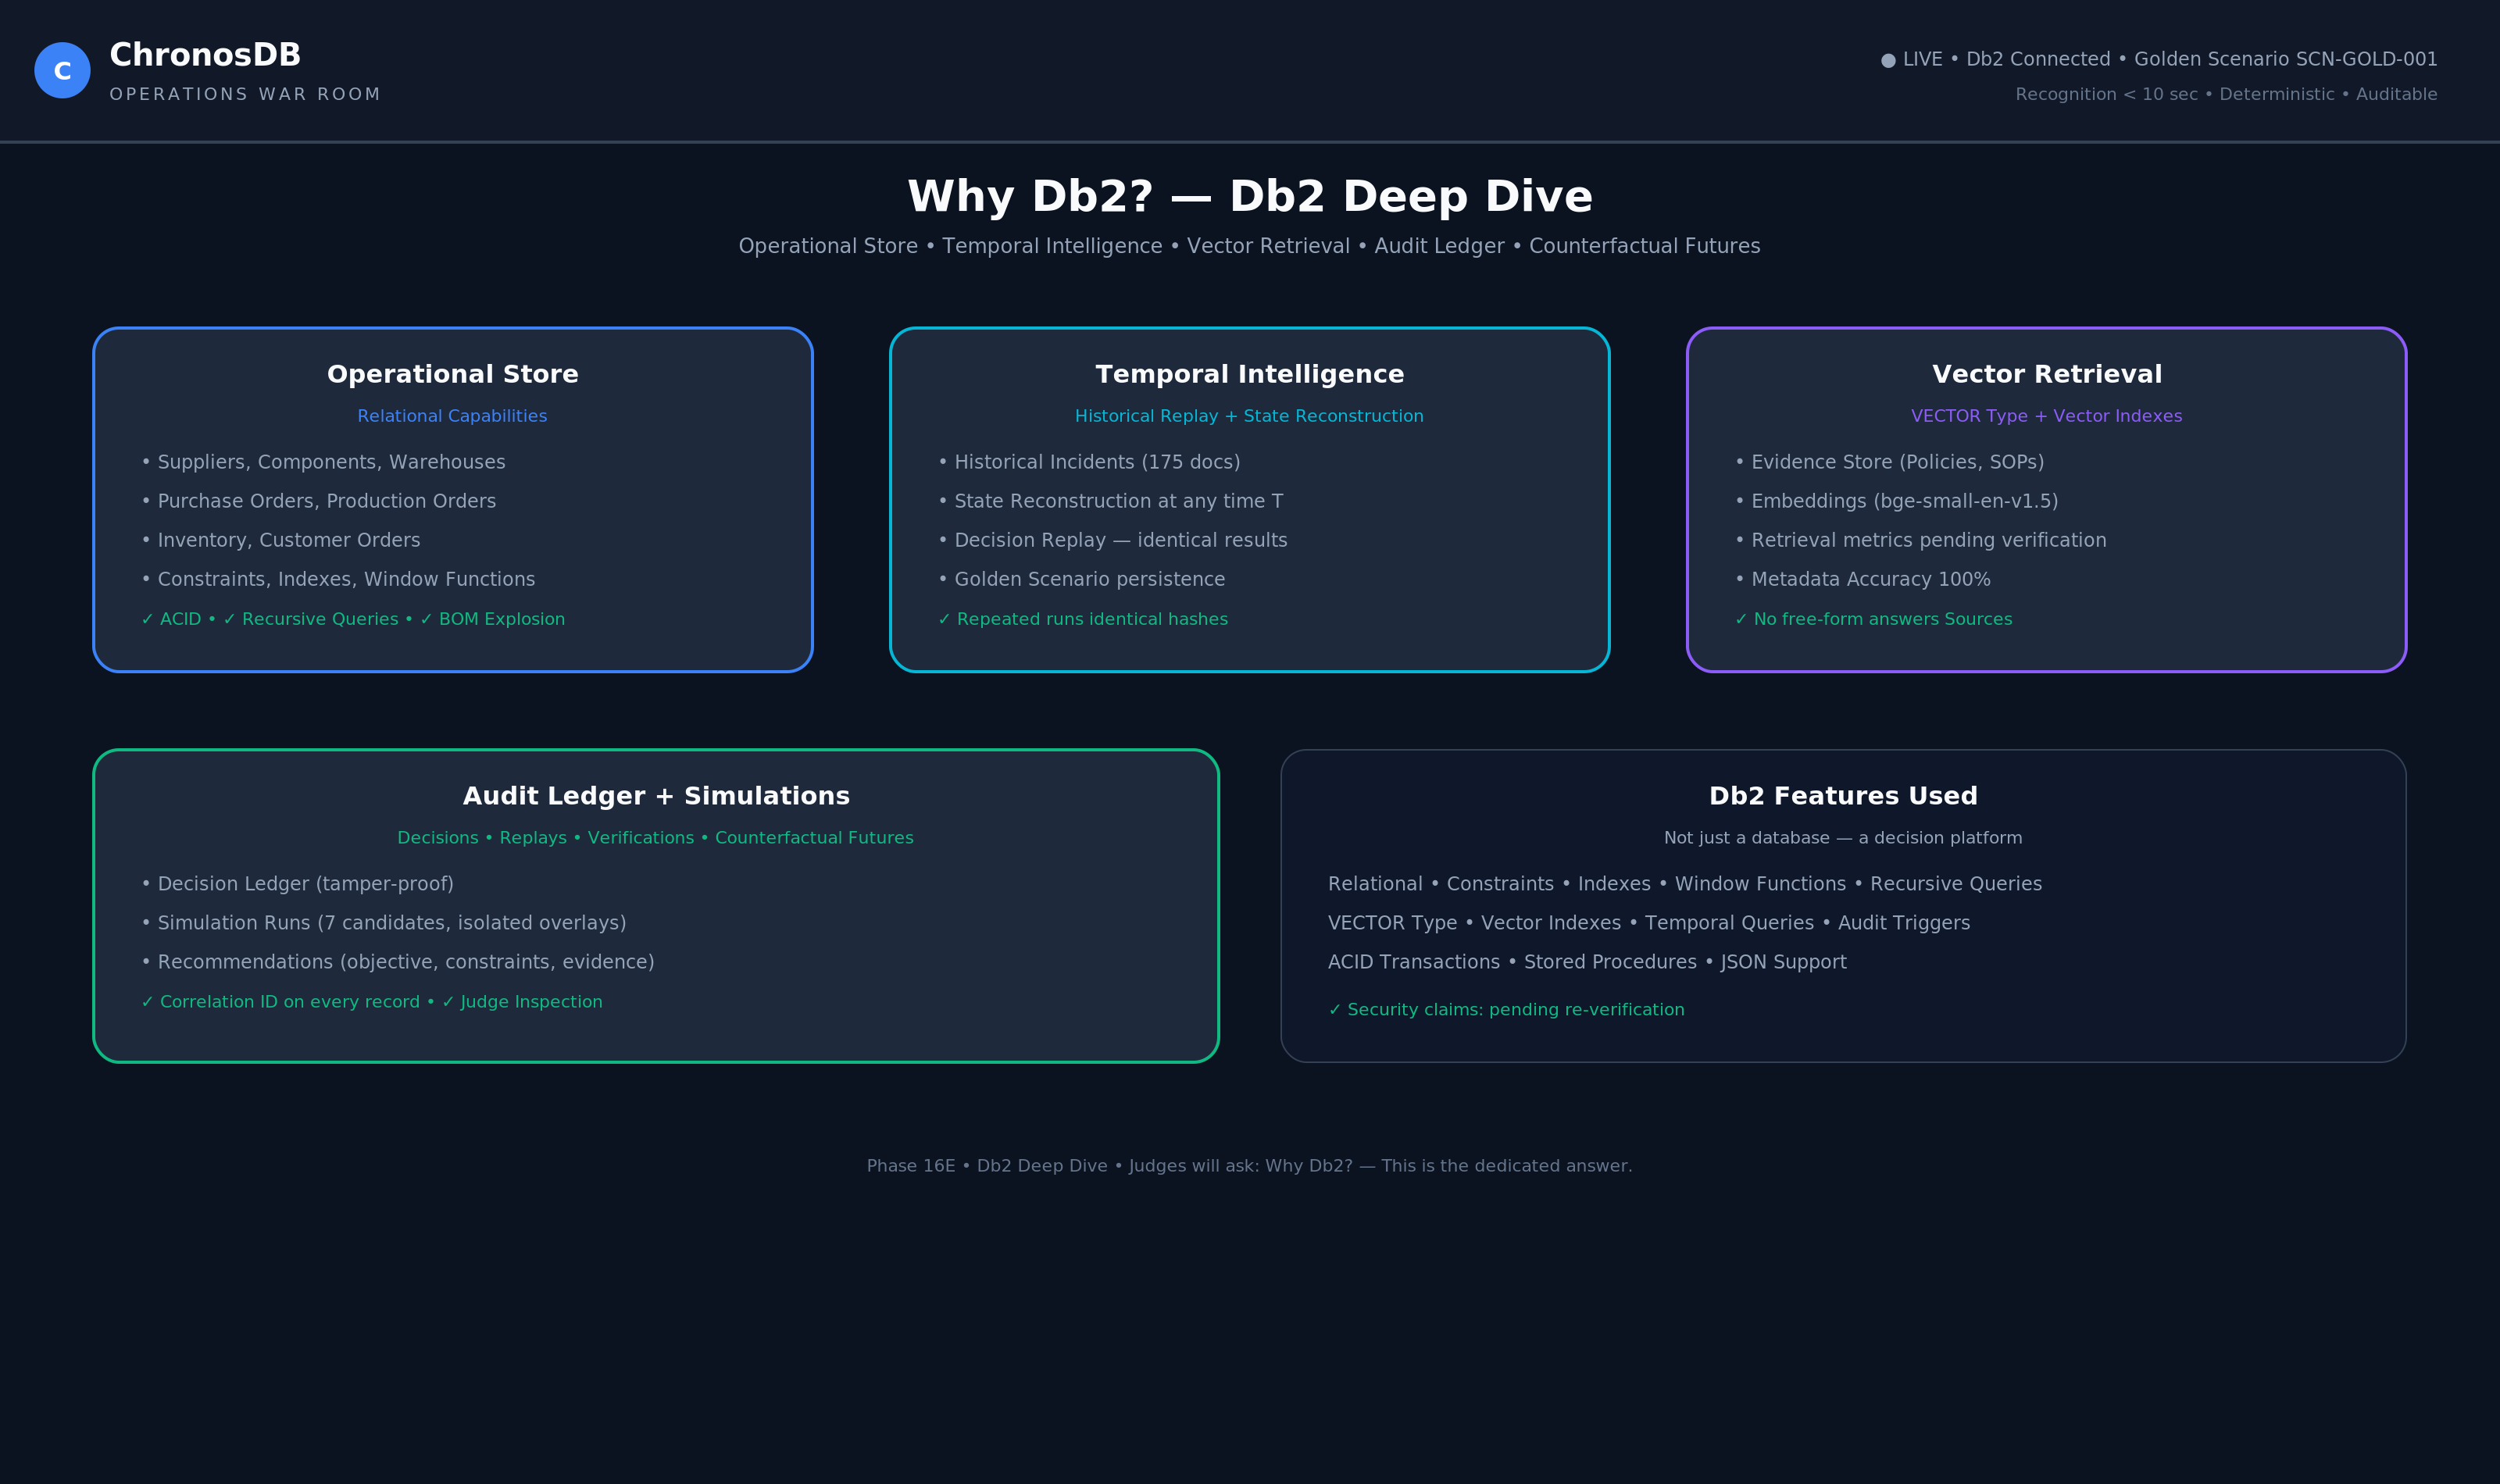 C
ChronosDB
OPERATIONS WAR ROOM
● LIVE • Db2 Connected • Golden Scenario SCN-GOLD-001
Recognition < 10 sec • Deterministic • Auditable
Why Db2? — Db2 Deep Dive
Operational Store • Temporal Intelligence • Vector Retrieval • Audit Ledger • Counterfactual Futures
Operational Store
Relational Capabilities
• Suppliers, Components, Warehouses
• Purchase Orders, Production Orders
• Inventory, Customer Orders
• Constraints, Indexes, Window Functions
✓ ACID • ✓ Recursive Queries • ✓ BOM Explosion
Temporal Intelligence
Historical Replay + State Reconstruction
• Historical Incidents (175 docs)
• State Reconstruction at any time T
• Decision Replay — identical results
• Golden Scenario persistence
✓ Repeated runs identical hashes
Vector Retrieval
VECTOR Type + Vector Indexes
• Evidence Store (Policies, SOPs)
• Embeddings (bge-small-en-v1.5)
• Retrieval metrics pending verification
• Metadata Accuracy 100%
✓ No free-form answers Sources
Audit Ledger + Simulations
Decisions • Replays • Verifications • Counterfactual Futures
• Decision Ledger (tamper-proof)
• Simulation Runs (7 candidates, isolated overlays)
• Recommendations (objective, constraints, evidence)
✓ Correlation ID on every record • ✓ Judge Inspection
Db2 Features Used
Not just a database — a decision platform
Relational • Constraints • Indexes • Window Functions • Recursive Queries
VECTOR Type • Vector Indexes • Temporal Queries • Audit Triggers
ACID Transactions • Stored Procedures • JSON Support
✓ Security claims: pending re-verification
Phase 16E • Db2 Deep Dive • Judges will ask: Why Db2? — This is the dedicated answer.